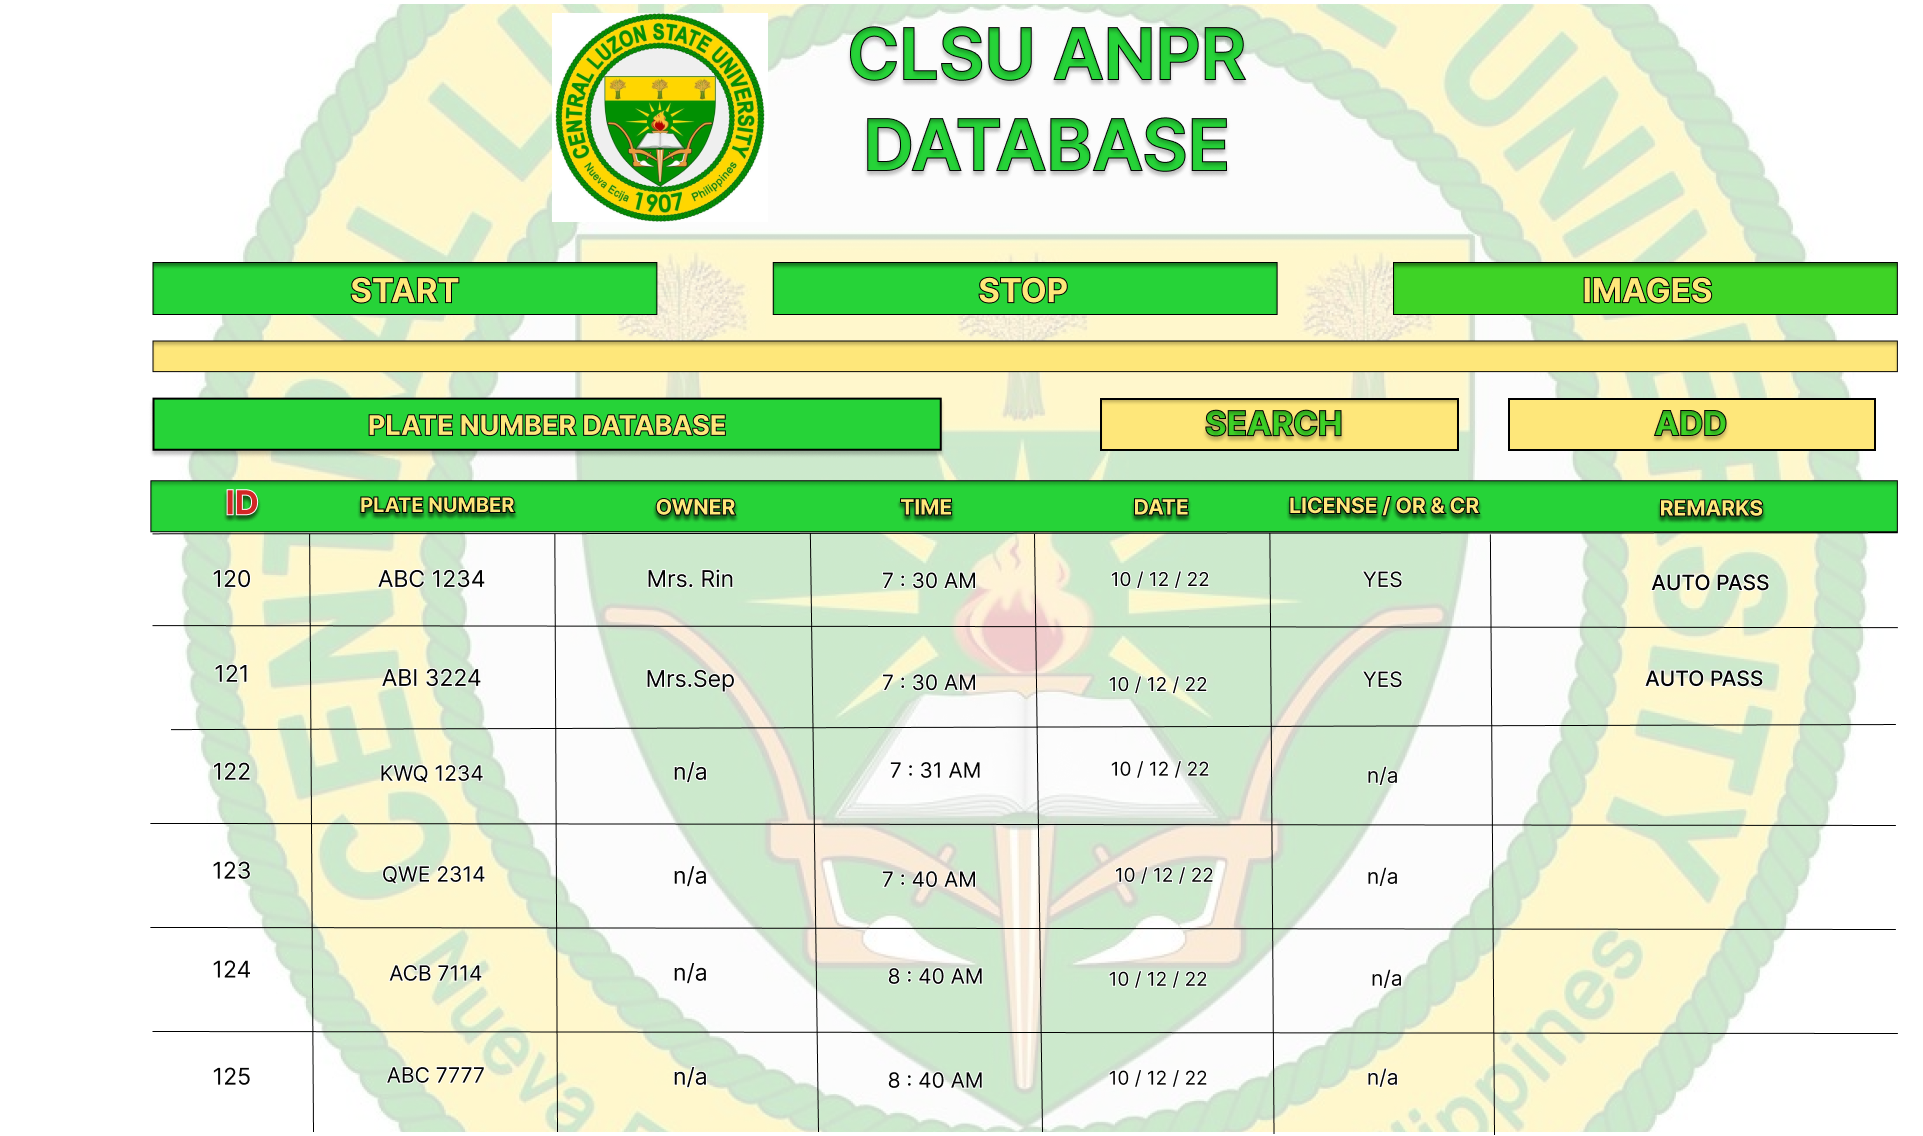 CENTRAL LUZON STATE UNIVERSITY
Nueva Ecija 1907 Philippines
CLSU ANPR
DATABASE
START STOP IMAGES
PLATE NUMBER DATABASE SEARCH ADD
ID PLATE NUMBER OWNER TIME DATE LICENSE / OR & CR REMARKS
120 ABC 1234 Mrs. Rin 7 : 30 AM 10 / 12 / 22 YES AUTO PASS
121 ABI 3224 Mrs.Sep 7 : 30 AM 10 / 12 / 22 YES AUTO PASS
122 KWQ 1234 n/a 7 : 31 AM 10 / 12 / 22 n/a
123 QWE 2314 n/a 7 : 40 AM 10 / 12 / 22 n/a
124 ACB 7114 n/a 8 : 40 AM 10 / 12 / 22 n/a
125 ABC 7777 n/a 8 : 40 AM 10 / 12 / 22 n/a